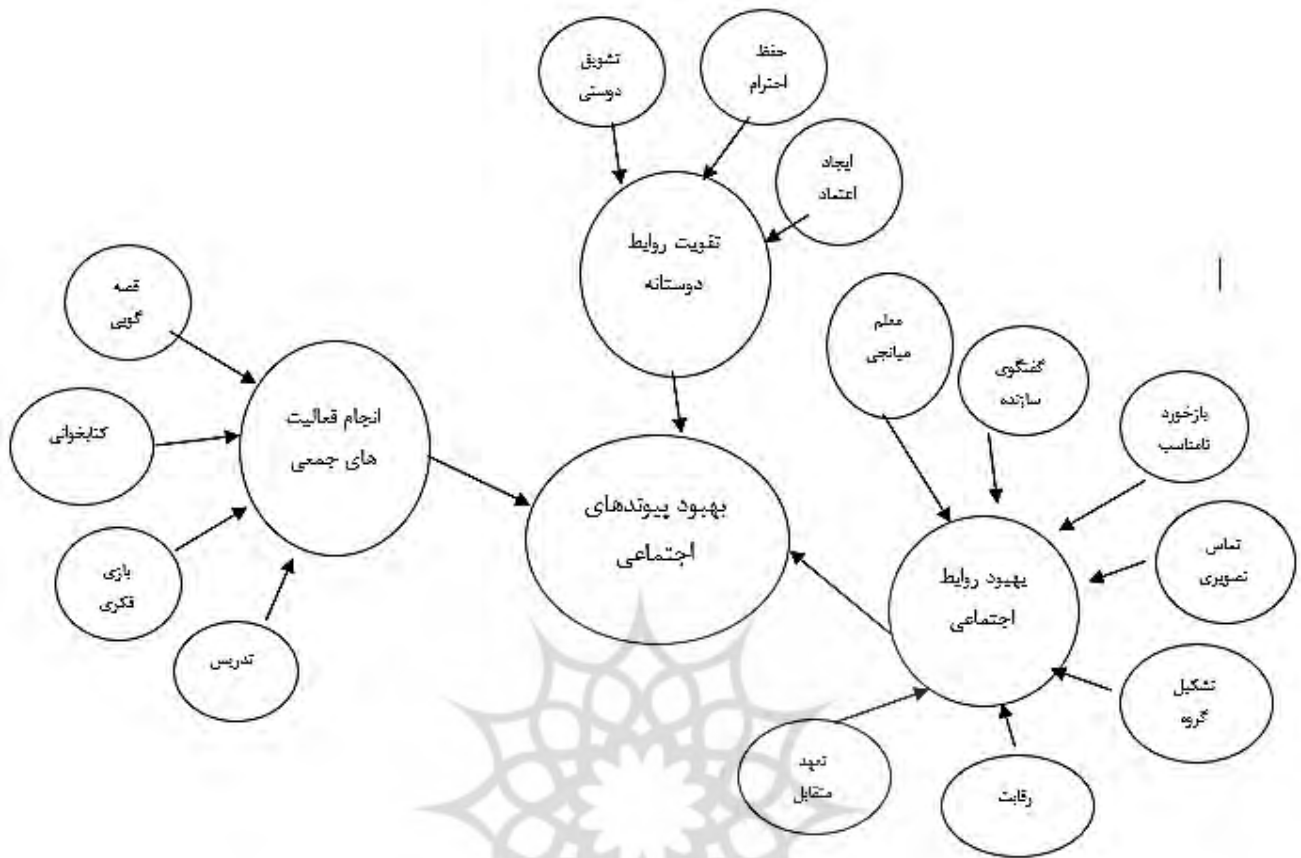 تشویق
دوستی
حفظ
احترام
ایجاد
اعتماد
تقویت روابط
دوستانه
قصه
گویی
کتابخوانی
بازی
فکری
تدریس
انجام فعالیت
های جمعی
بهبود پیوندهای
اجتماعی
معلم
میانجی
گفتگوی
سازنده
بازخورد
نامناسب
تماس
تصویری
تشکیل
گروه
رقابت
تعهد
متقابل
بهبود روابط
اجتماعی